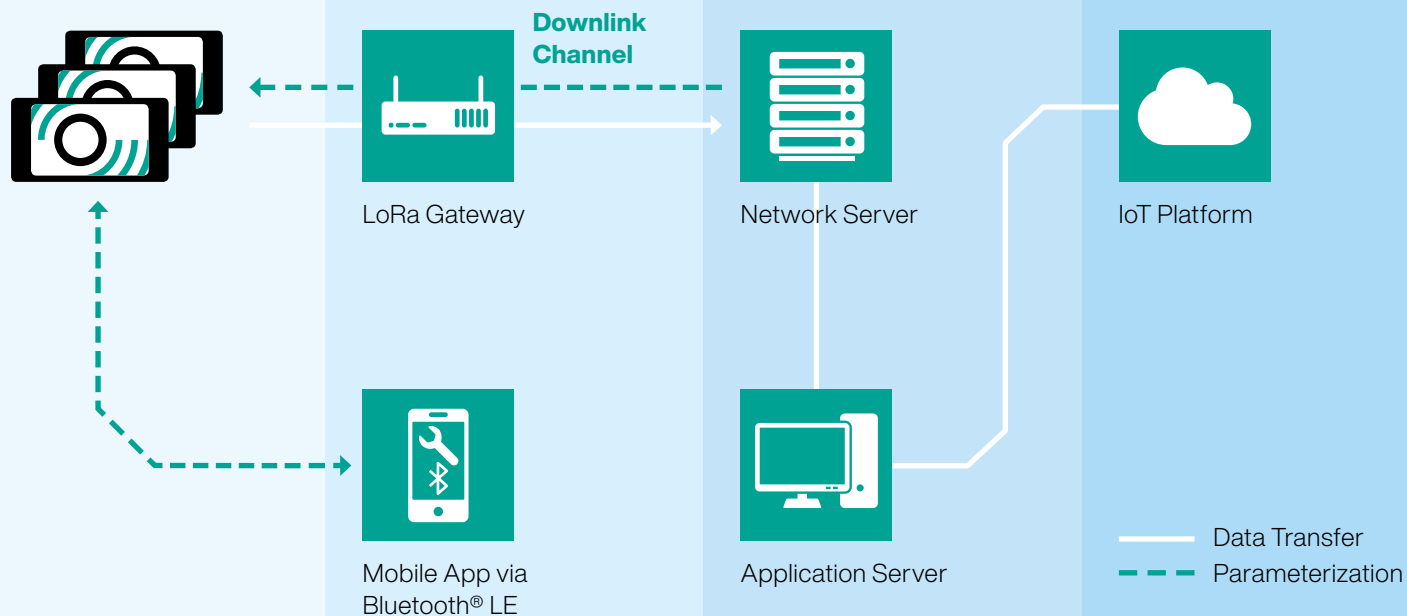 Downlink
Channel
LoRa Gateway
Network Server
IoT Platform
Mobile App via
Bluetooth® LE
Application Server
Data Transfer
Parameterization